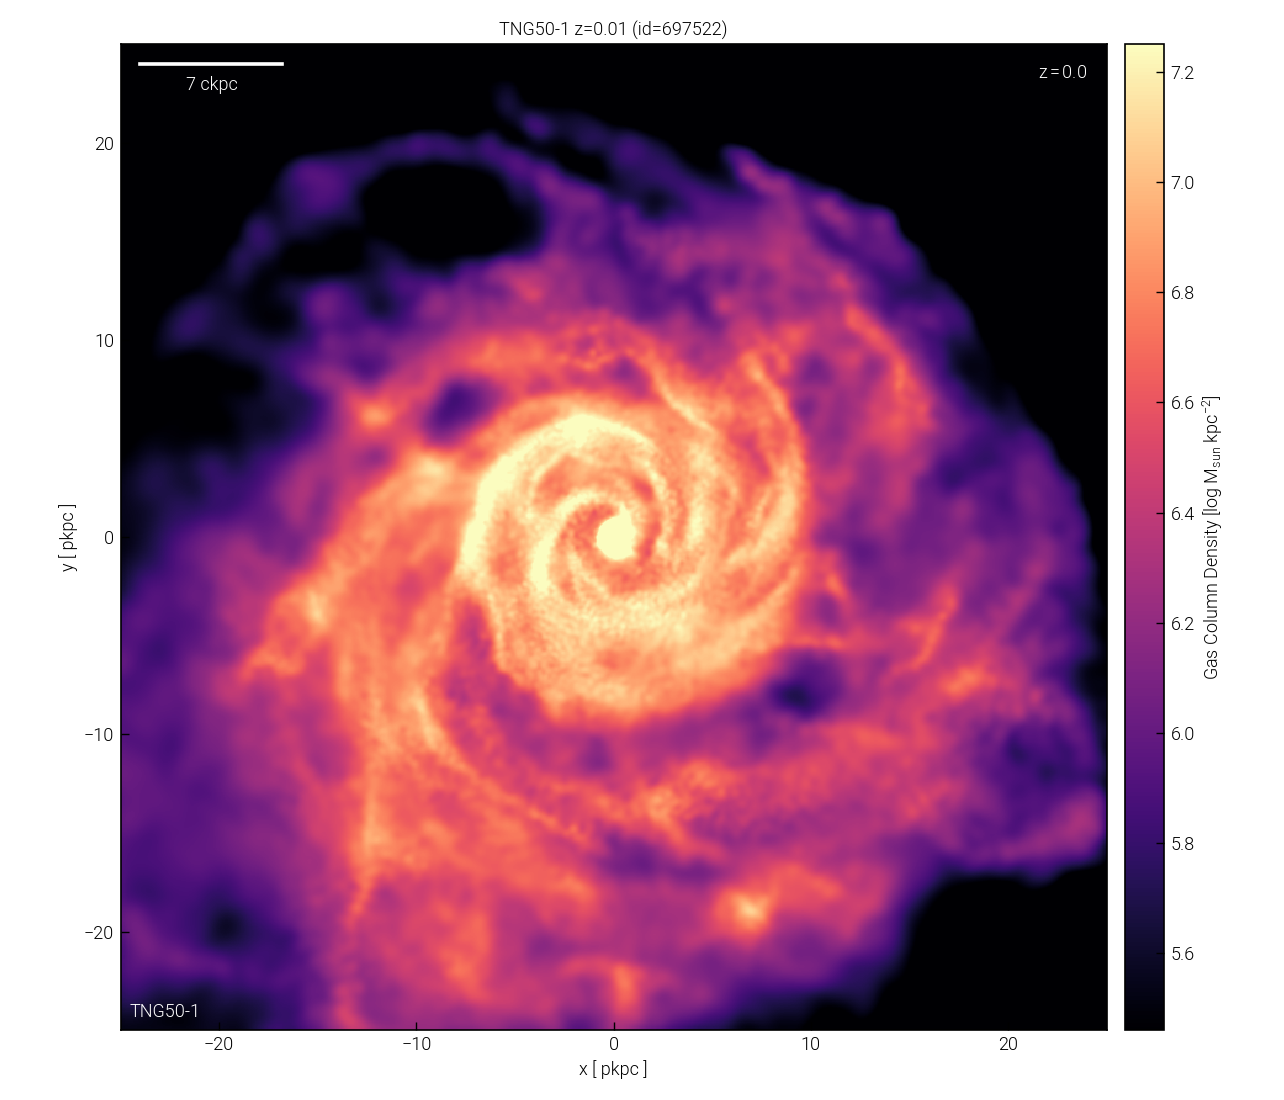 TNG50-1 z=0.01 (id=697522)
7 ckpc
z=0.0
TNG50-1
20
10
0
−10
−20
y [ pkpc ]
−20
−10
0
10
20
x [ pkpc ]
7.2
7.0
6.8
6.6
6.4
6.2
6.0
5.8
5.6
Gas Column Density [log M_sun kpc^−2]